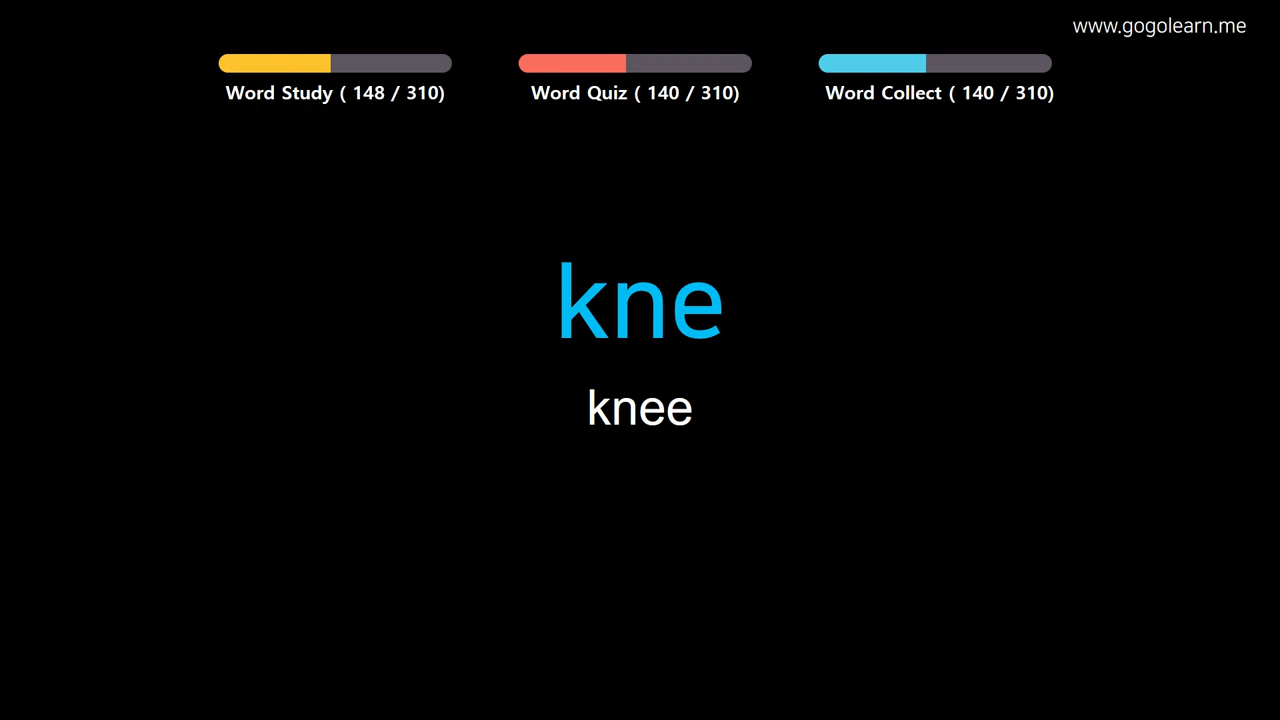 www.gogolearn.me
Word Study ( 148 / 310)
Word Quiz ( 140 / 310)
Word Collect ( 140 / 310)
kne
knee